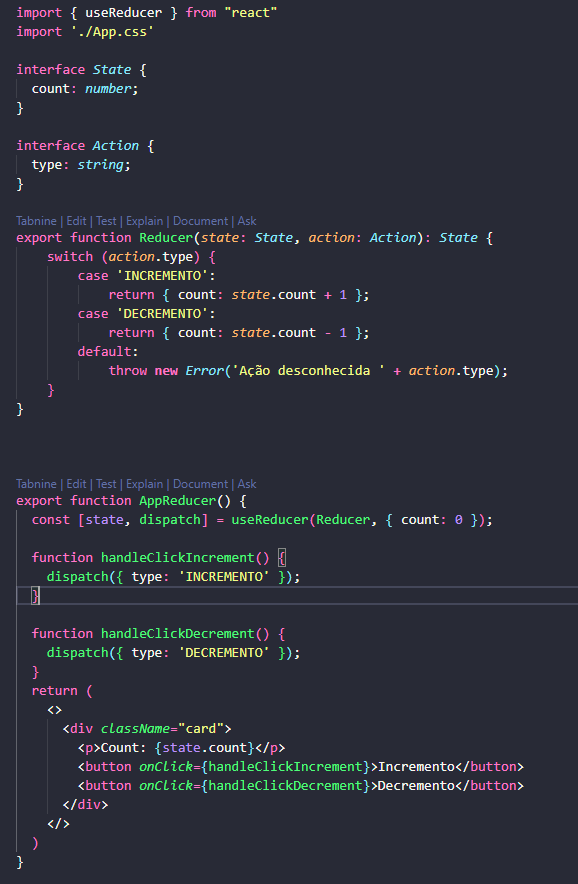 import { useReducer } from "react"
import './App.css'
interface State {
count: number;
}
interface Action {
type: string;
}
Tabnine | Edit | Test | Explain | Document | Ask
export function Reducer(state: State, action: Action): State {
switch (action.type) {
case 'INCREMENTO':
return { count: state.count + 1 };
case 'DECREMENTO':
return { count: state.count - 1 };
default:
throw new Error('Ação desconhecida ' + action.type);
}
}
Tabnine | Edit | Test | Explain | Document | Ask
export function AppReducer() {
const [state, dispatch] = useReducer(Reducer, { count: 0 });
function handleClickIncrement() {
dispatch({ type: 'INCREMENTO' });
}
function handleClickDecrement() {
dispatch({ type: 'DECREMENTO' });
}
return (
<>
<div className="card">
<p>Count: {state.count}</p>
<button onClick={handleClickIncrement}>Incremento</button>
<button onClick={handleClickDecrement}>Decremento</button>
</div>
</>
)
}